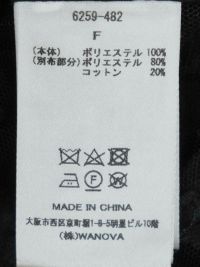 6259-482
F
(本体) ポリエステル 100%
(別布部分) ポリエステル 80%
コットン 20%
MADE IN CHINA
大阪市西区京町堀1-8-5明星ビル10階
(株)WANOVA